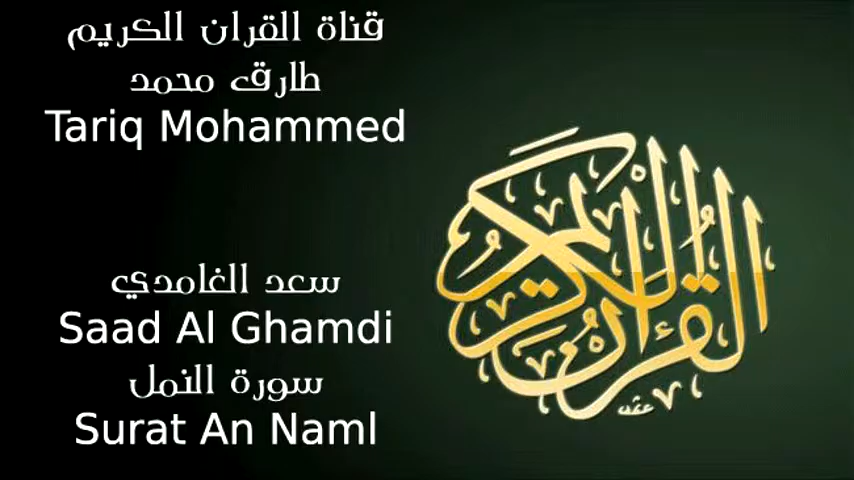 قناة القران الكريم
طارق محمد
Tariq Mohammed
سعد الغامدي
Saad Al Ghamdi
سورة النمل
Surat An Naml
القرآن الكريم